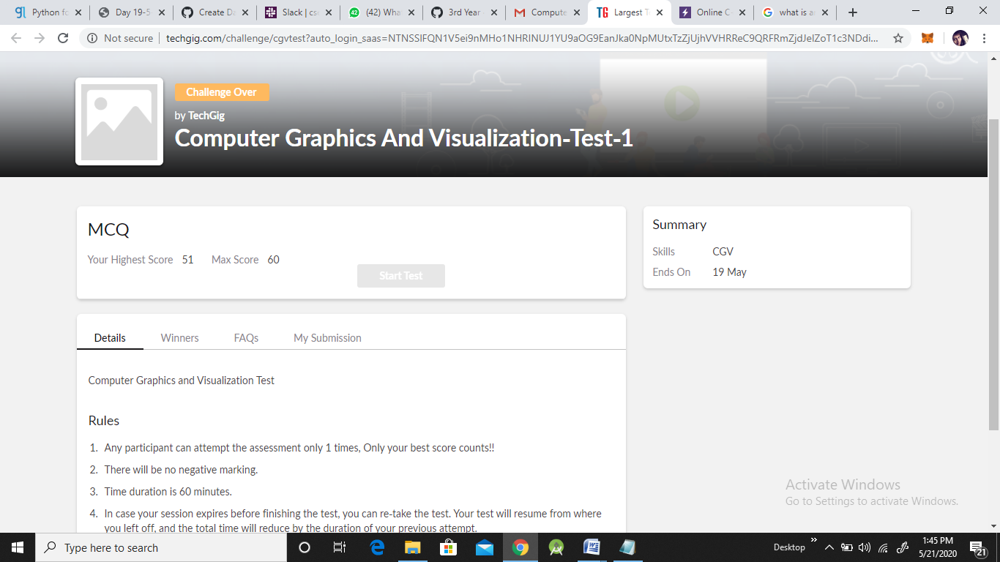 Python fo
Day 19-5
Create Da
Slack | cs
(42) Wha
3rd Year
Compute
Largest T
Online C
what is a
Not secure
techgig.com/challenge/cgvtest?auto_login_saas=NTNSSlFQN1V5ei9nMHo1NHRINUJ1YU9aOG9EanJka0NpMUtxTzZjUjhVVHRReC9QRFRmZjdJelZoT1c3NDdi...
Challenge Over
by TechGig
Computer Graphics And Visualization-Test-1
MCQ
Your Highest Score 51 Max Score 60
Start Test
Summary
Skills CGV
Ends On 19 May
Details Winners FAQs My Submission
Computer Graphics and Visualization Test
Rules
1. Any participant can attempt the assessment only 1 times, Only your best score counts!!
2. There will be no negative marking.
3. Time duration is 60 minutes.
4. In case your session expires before finishing the test, you can re-take the test. Your test will resume from where
you left off, and the total time will reduce by the duration of your previous attempt.
Activate Windows
Go to Settings to activate Windows.
Type here to search
Desktop
1:45 PM
5/21/2020
21